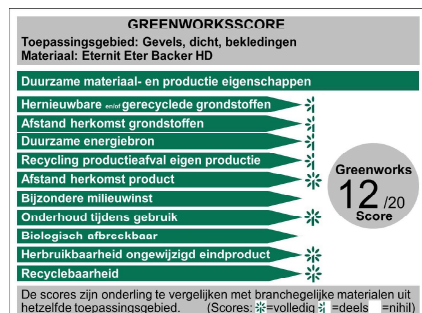 GREENWORKSSCORE
Toepassingsgebied: Gevels, dicht, bekledingen
Materiaal: Eternit Eter Backer HD
Duurzame materiaal- en productie eigenschappen
Hernieuwbare en/of gerecyclede grondstoffen
Afstand herkomst grondstoffen
Duurzame energiebron
Recycling productieafval eigen productie
Afstand herkomst product
Bijzondere milieuwinst
Onderhoud tijdens gebruik
Biologisch afbreekbaar
Herbruikbaarheid ongewijzigd eindproduct
Recyclebaarheid
Greenworks
12 /20
Score
De scores zijn onderling te vergelijken met branchegelijke materialen uit
hetzelfde toepassingsgebied. (Scores: =volledig =deels =nihil)